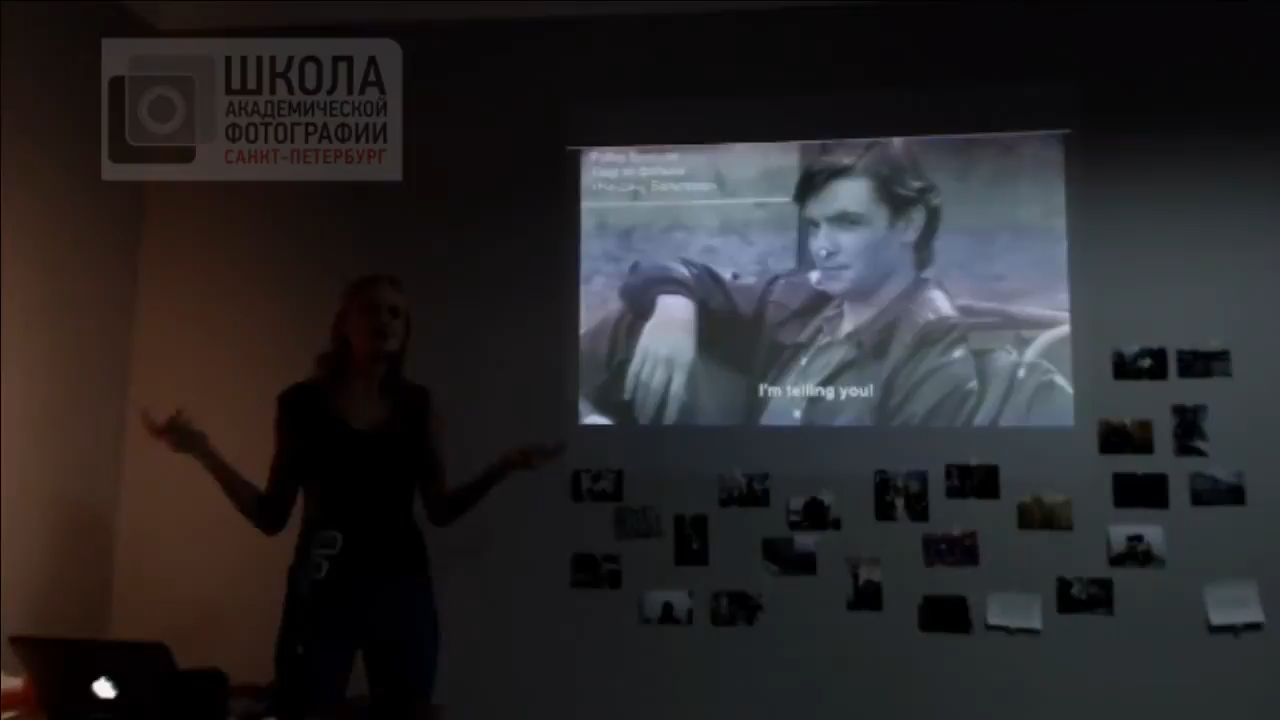 ШКОЛА
АКАДЕМИЧЕСКОЙ
ФОТОГРАФИИ
САНКТ-ПЕТЕРБУРГ
I'm telling you!